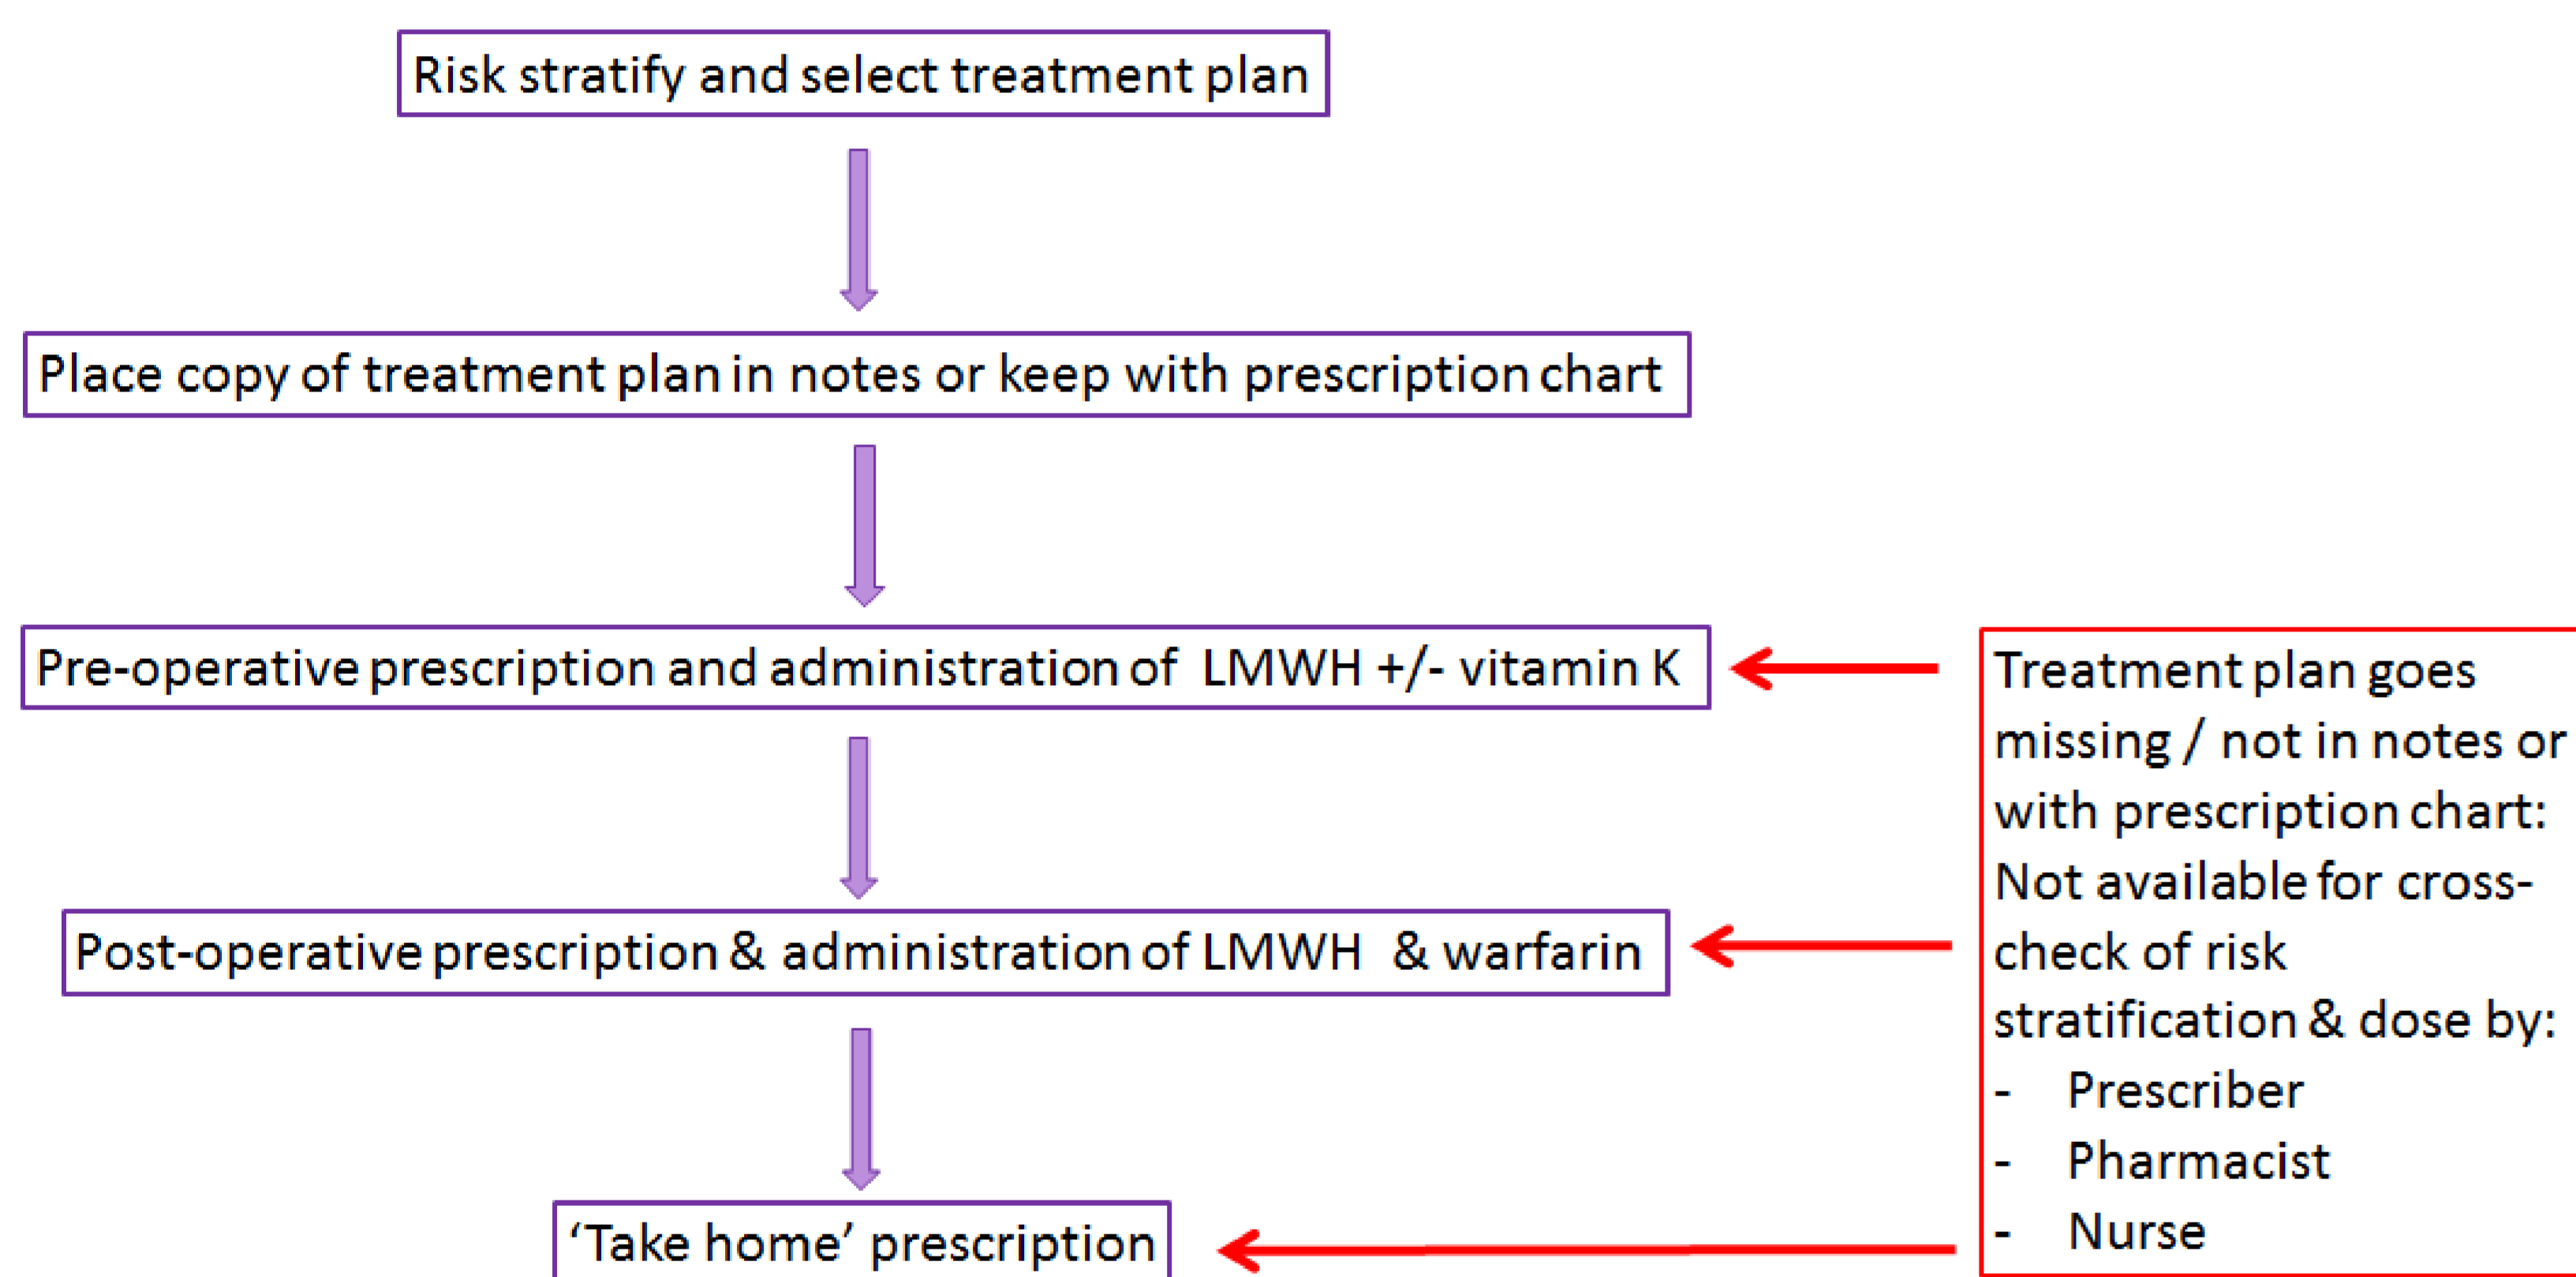 Risk stratify and select treatment plan
Place copy of treatment plan in notes or keep with prescription chart
Pre-operative prescription and administration of LMWH +/- vitamin K
Post-operative prescription & administration of LMWH & warfarin
‘Take home’ prescription
Treatment plan goes
missing / not in notes or
with prescription chart:
Not available for cross-
check of risk
stratification & dose by:
- Prescriber
- Pharmacist
- Nurse